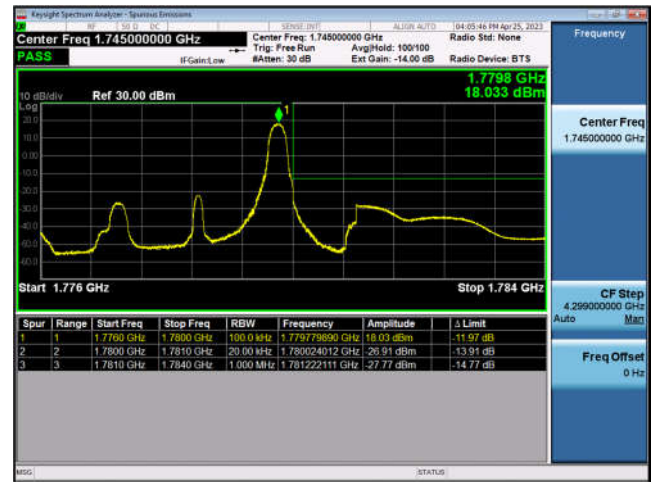 Keysight Spectrum Analyzer - Spurious Emissions
RF 50 Ω DC SENSE:INT ALIGN AUTO 04:05:46 PM Apr 25, 2023
Center Freq 1.745000000 GHz Center Freq: 1.745000000 GHz Radio Std: None Frequency
Trig: Free Run Avg|Hold: 100/100
PASS IFGain:Low #Atten: 30 dB Ext Gain: -14.00 dB Radio Device: BTS
1.7798 GHz
10 dB/div Ref 30.00 dBm 18.033 dBm
Log
20.0
10.0
0.00
-10.0
-20.0
-30.0
-40.0
-50.0
-60.0
1
Start 1.776 GHz Stop 1.784 GHz
Center Freq
1.745000000 GHz
CF Step
4.299000000 GHz
Auto Man
Freq Offset
0 Hz
Spur Range Start Freq Stop Freq RBW Frequency Amplitude Δ Limit
1 1 1.7760 GHz 1.7800 GHz 100.0 kHz 1.779779890 GHz 18.03 dBm -11.97 dB
2 2 1.7800 GHz 1.7810 GHz 20.00 kHz 1.780024012 GHz -26.91 dBm -13.91 dB
3 3 1.7810 GHz 1.7840 GHz 1.000 MHz 1.781222111 GHz -27.77 dBm -14.77 dB
MSG STATUS